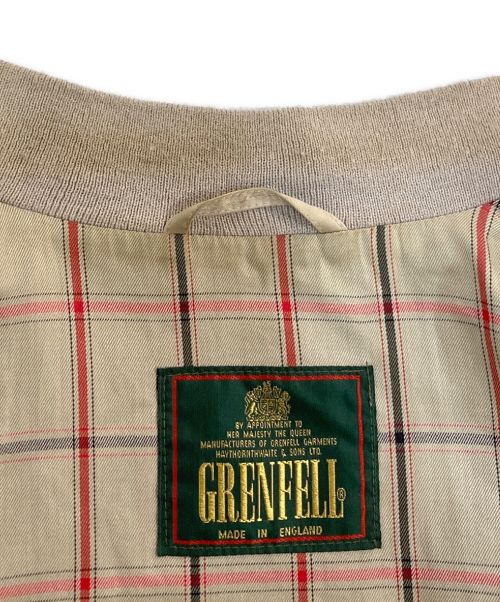 BY APPOINTMENT TO
HER MAJESTY THE QUEEN
MANUFACTURERS OF GRENFELL GARMENTS
HAYTHORNTHWAITE & SONS LTD.
GRENFELL®
MADE IN ENGLAND